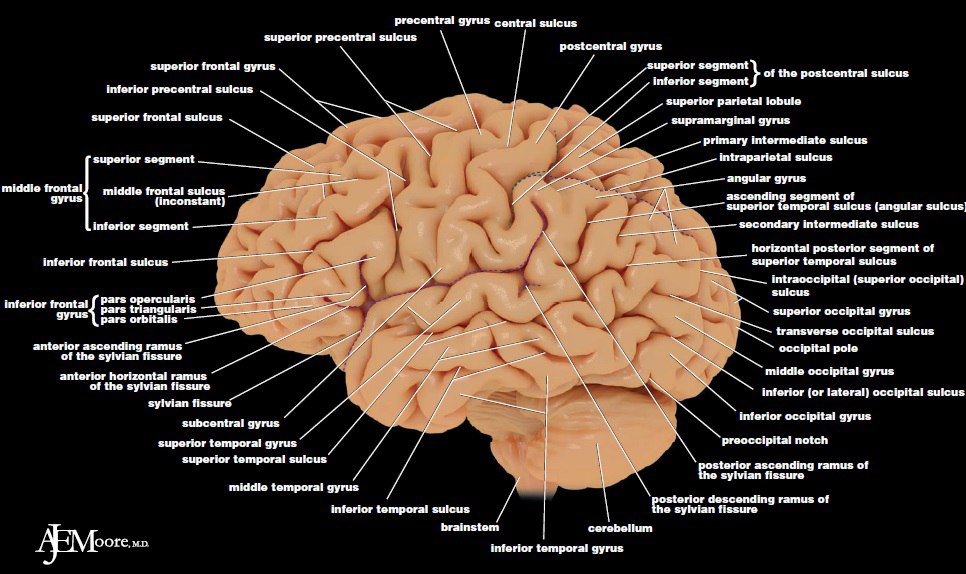 precentral gyrus
central sulcus
superior precentral sulcus
postcentral gyrus
superior frontal gyrus
superior segment
inferior segment
of the postcentral sulcus
inferior precentral sulcus
superior parietal lobule
superior frontal sulcus
supramarginal gyrus
primary intermediate sulcus
superior segment
intraparietal sulcus
middle frontal
gyrus
middle frontal sulcus
(inconstant)
angular gyrus
ascending segment of
superior temporal sulcus (angular sulcus)
inferior segment
secondary intermediate sulcus
inferior frontal sulcus
horizontal posterior segment of
superior temporal sulcus
intraoccipital (superior occipital)
sulcus
inferior frontal
gyrus
pars opercularis
pars triangularis
pars orbitalis
superior occipital gyrus
transverse occipital sulcus
anterior ascending ramus
of the sylvian fissure
occipital pole
anterior horizontal ramus
of the sylvian fissure
middle occipital gyrus
inferior (or lateral) occipital sulcus
sylvian fissure
inferior occipital gyrus
subcentral gyrus
preoccipital notch
superior temporal gyrus
superior temporal sulcus
posterior ascending ramus of
the sylvian fissure
middle temporal gyrus
posterior descending ramus of
the sylvian fissure
inferior temporal sulcus
brainstem
cerebellum
inferior temporal gyrus
AJEMoore, M.D.